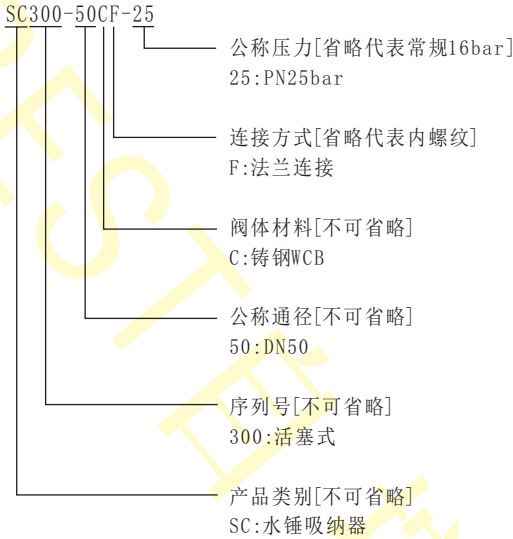 SC300-50CF-25
公称压力[省略代表常规16bar]
25:PN25bar
连接方式[省略代表内螺纹]
F:法兰连接
阀体材料[不可省略]
C:铸钢WCB
公称通径[不可省略]
50:DN50
序列号[不可省略]
300:活塞式
产品类别[不可省略]
SC:水锤吸纳器